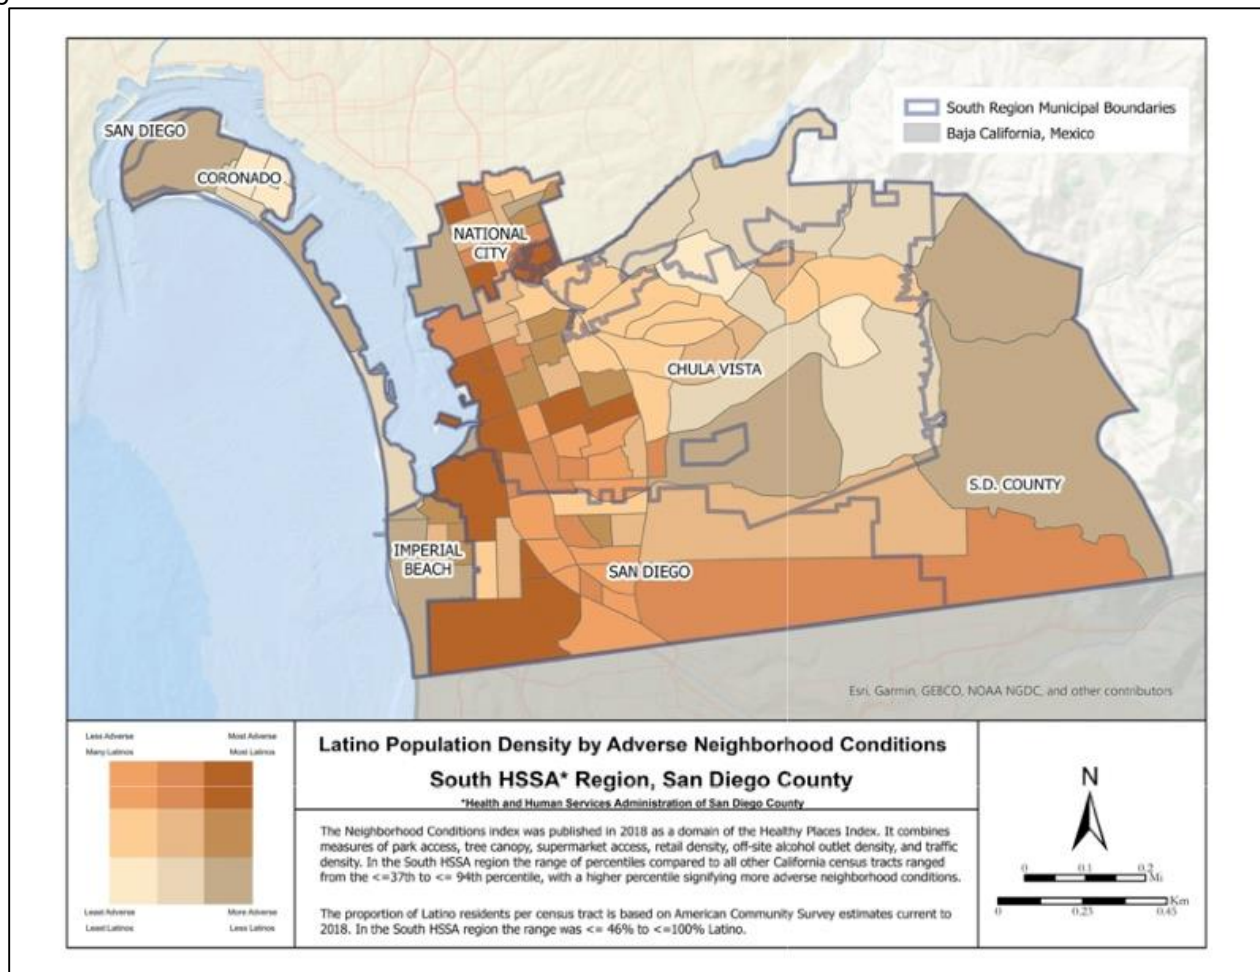 South Region Municipal Boundaries
Baja California, Mexico
SAN DIEGO
CORONADO
NATIONAL
CITY
CHULA VISTA
S.D. COUNTY
IMPERIAL
BEACH
SAN DIEGO
Esri, Garmin, GEBCO, NOAA NGDC, and other contributors
Less Adverse
Many Latinos
Most Adverse
Most Latinos
Least Adverse
Least Latinos
More Adverse
Less Latinos
Latino Population Density by Adverse Neighborhood Conditions
South HSSA* Region, San Diego County
*Health and Human Services Administration of San Diego County
The Neighborhood Conditions index was published in 2018 as a domain of the Healthy Places Index. It combines
measures of park access, tree canopy, supermarket access, retail density, off-site alcohol outlet density, and traffic
density. In the South HSSA region the range of percentiles compared to all other California census tracts ranged
from the <=37th to <= 94th percentile, with a higher percentile signifying more adverse neighborhood conditions.
The proportion of Latino residents per census tract is based on American Community Survey estimates current to
2018. In the South HSSA region the range was <= 46% to <=100% Latino.
N
0 0.1 0.2
Mi
0 0.25 0.45
Km